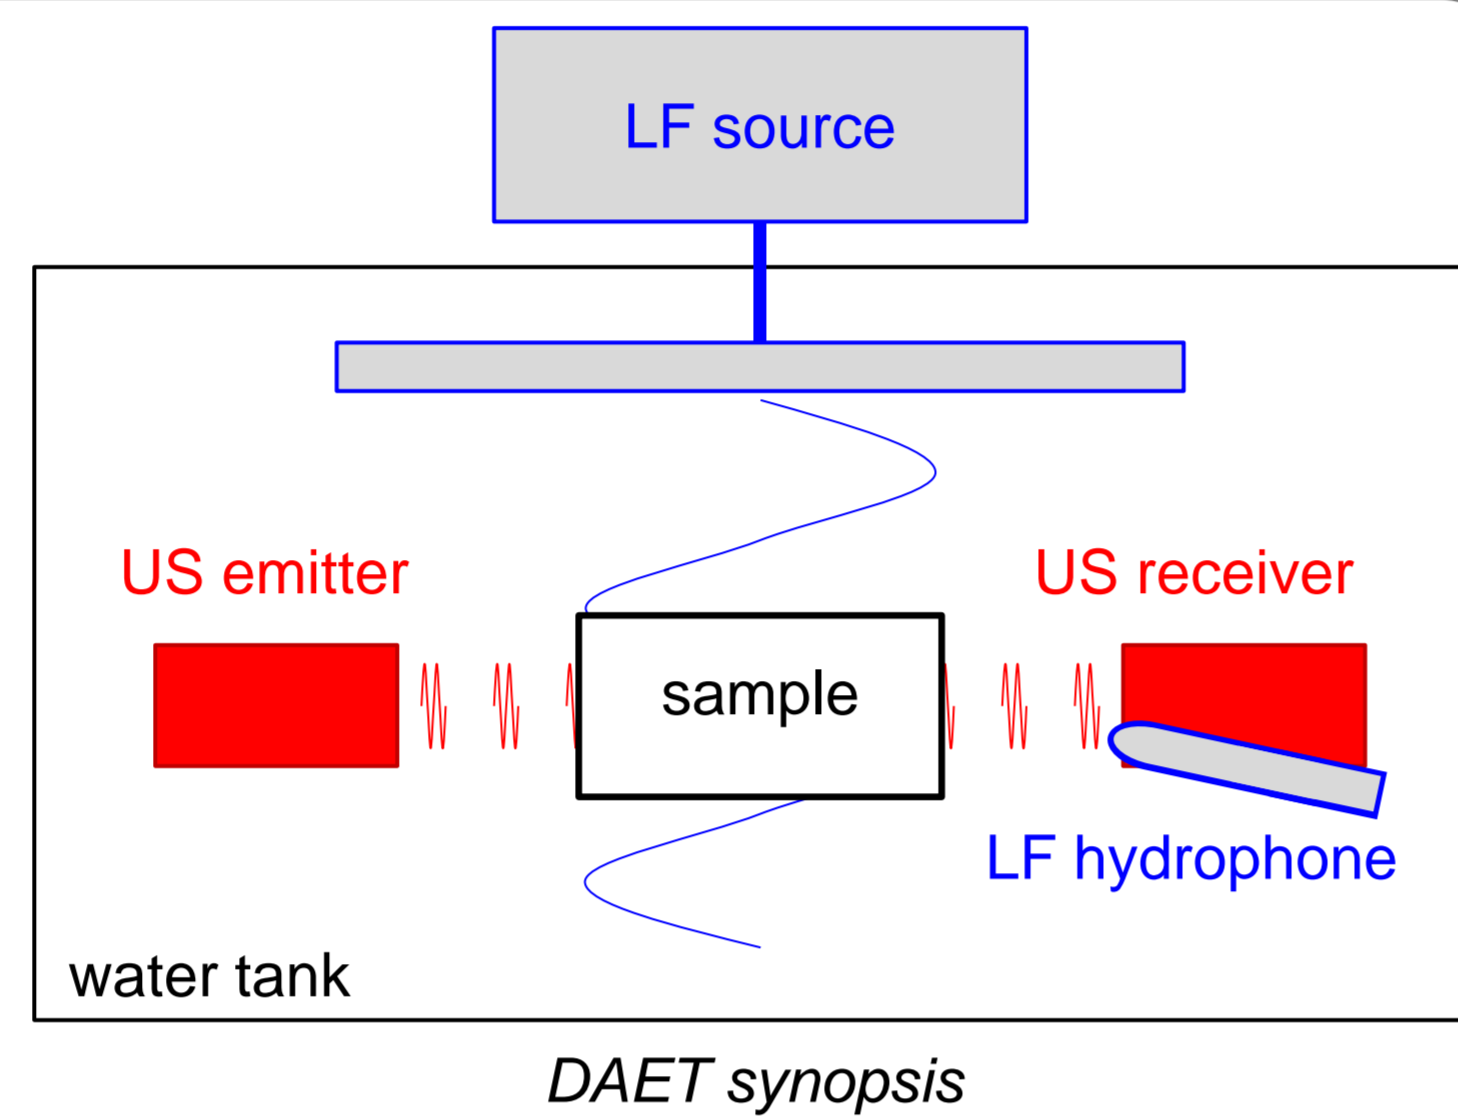 LF source
US emitter
US receiver
sample
LF hydrophone
water tank
DAET synopsis